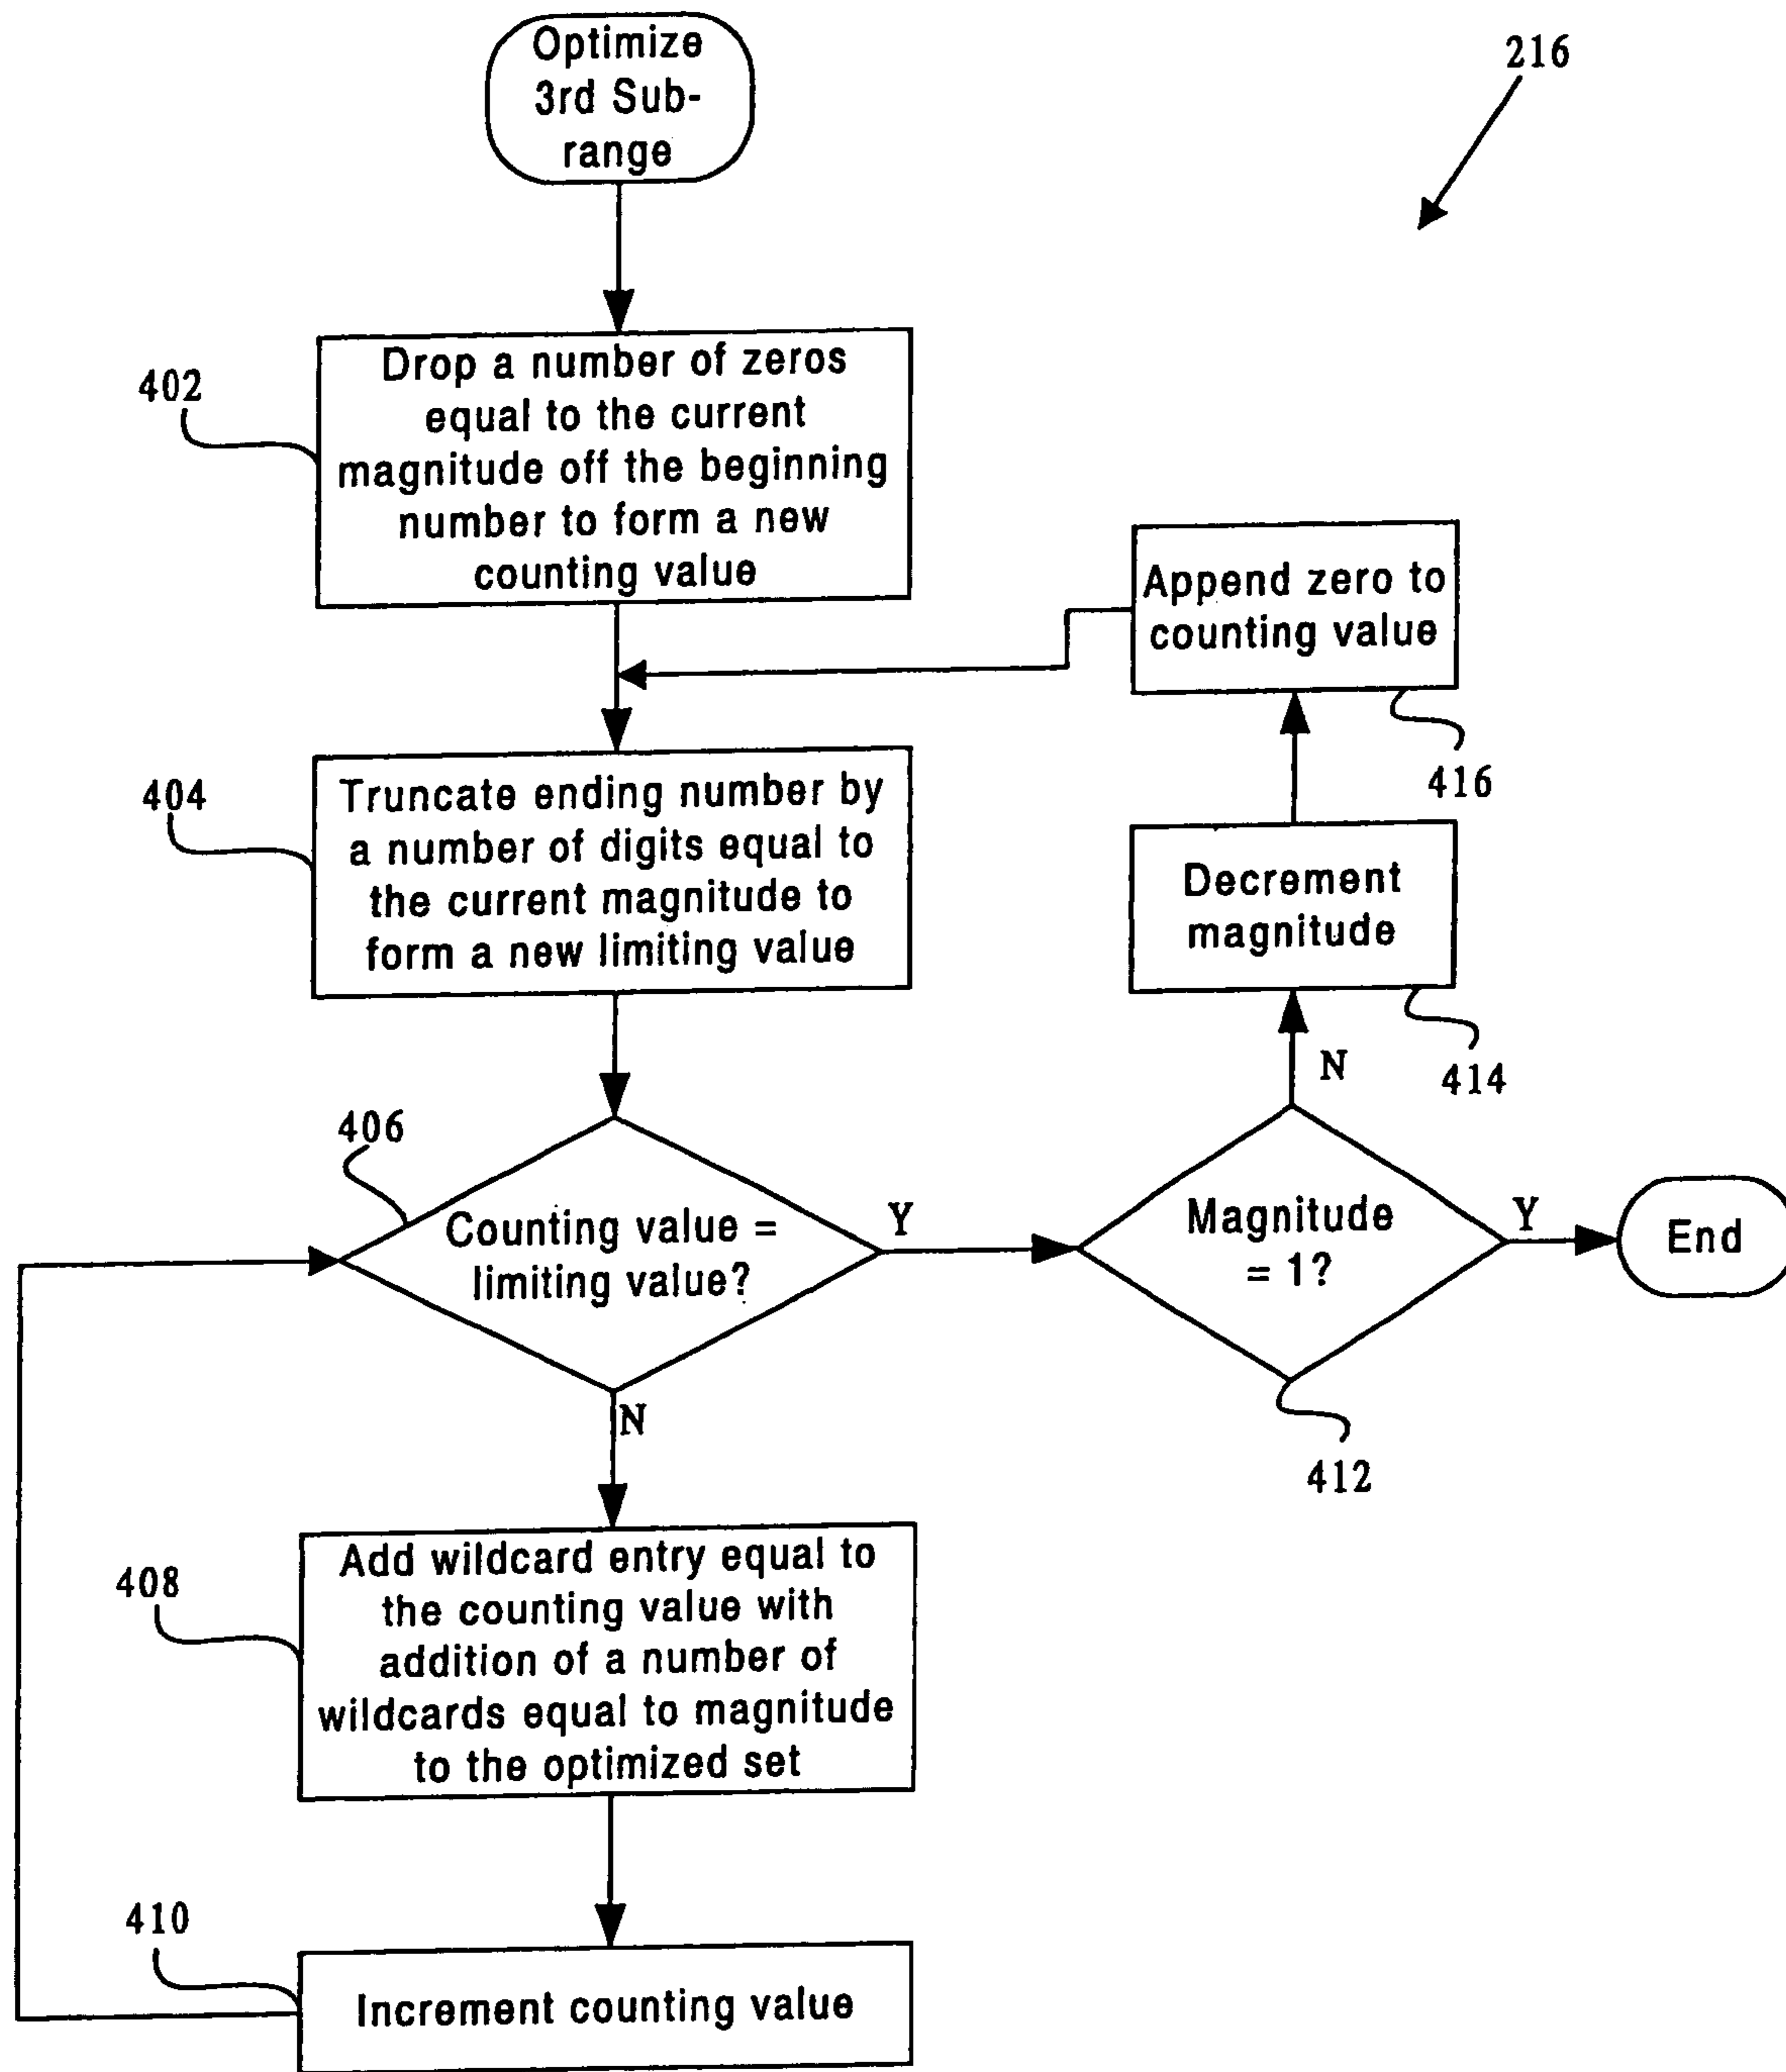 Optimize
3rd Sub-
range
216
402
Drop a number of zeros
equal to the current
magnitude off the beginning
number to form a new
counting value
Append zero to
counting value
416
404
Truncate ending number by
a number of digits equal to
the current magnitude to
form a new limiting value
Decrement
magnitude
414
N
406
Counting value =
limiting value?
Y
Magnitude
= 1?
Y
End
N
412
408
Add wildcard entry equal to
the counting value with
addition of a number of
wildcards equal to magnitude
to the optimized set
410
Increment counting value